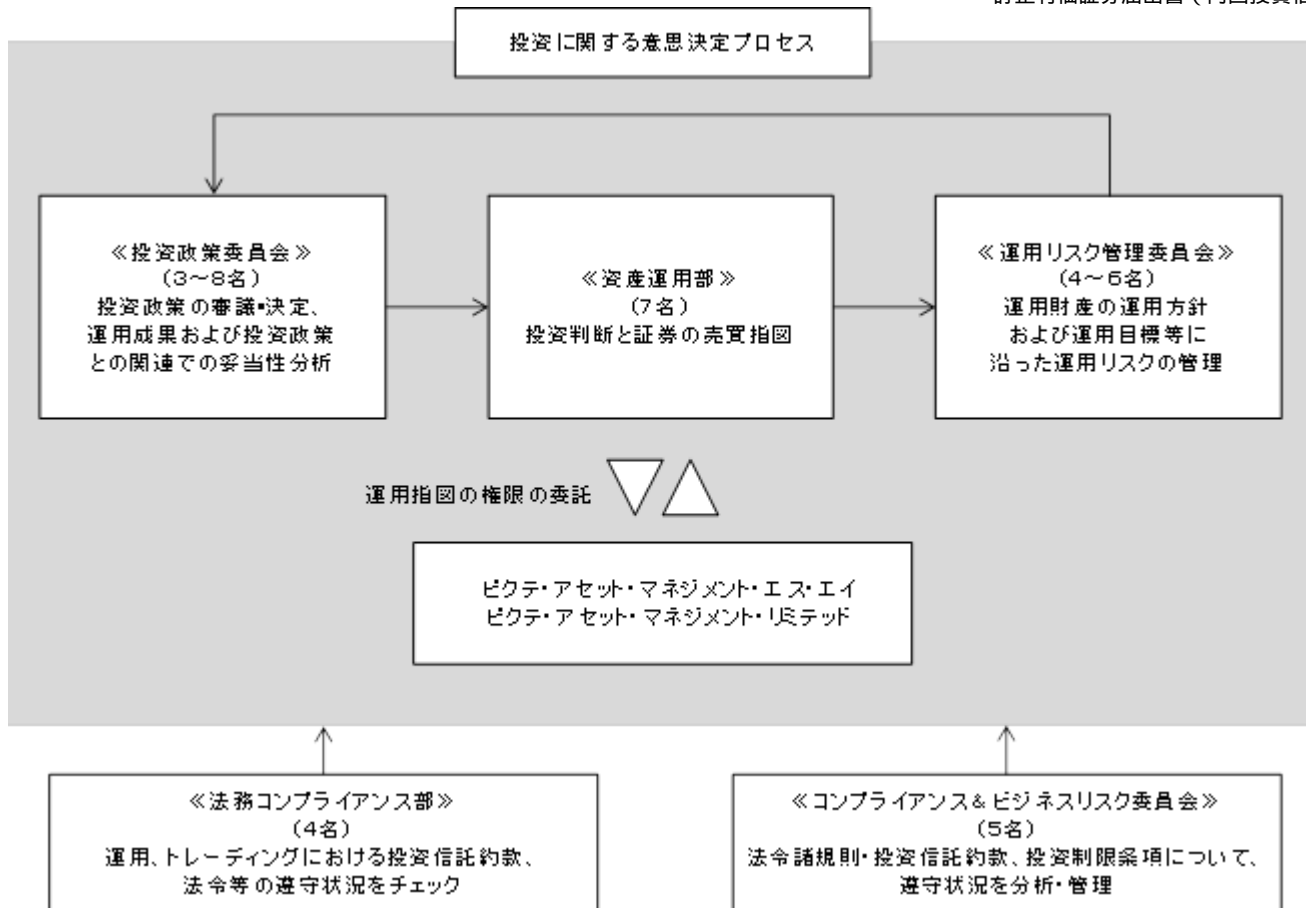 投資に関する意思決定プロセス
≪投資政策委員会≫
(3～8名)
投資政策の審議・決定、
運用成果および投資政策
との関連での妥当性分析
≪資産運用部≫
(7名)
投資判断と証券の売買指図
≪運用リスク管理委員会≫
(4～6名)
運用財産の運用方針
および運用目標等に
沿った運用リスクの管理
運用指図の権限の委託
ピクテ・アセット・マネジメント・エス・エイ
ピクテ・アセット・マネジメント・リミテッド
≪法務コンプライアンス部≫
(4名)
運用、トレーディングにおける投資信託約款、
法令等の遵守状況をチェック
≪コンプライアンス&ビジネスリスク委員会≫
(5名)
法令諸規則・投資信託約款、投資制限条項について、
遵守状況を分析・管理